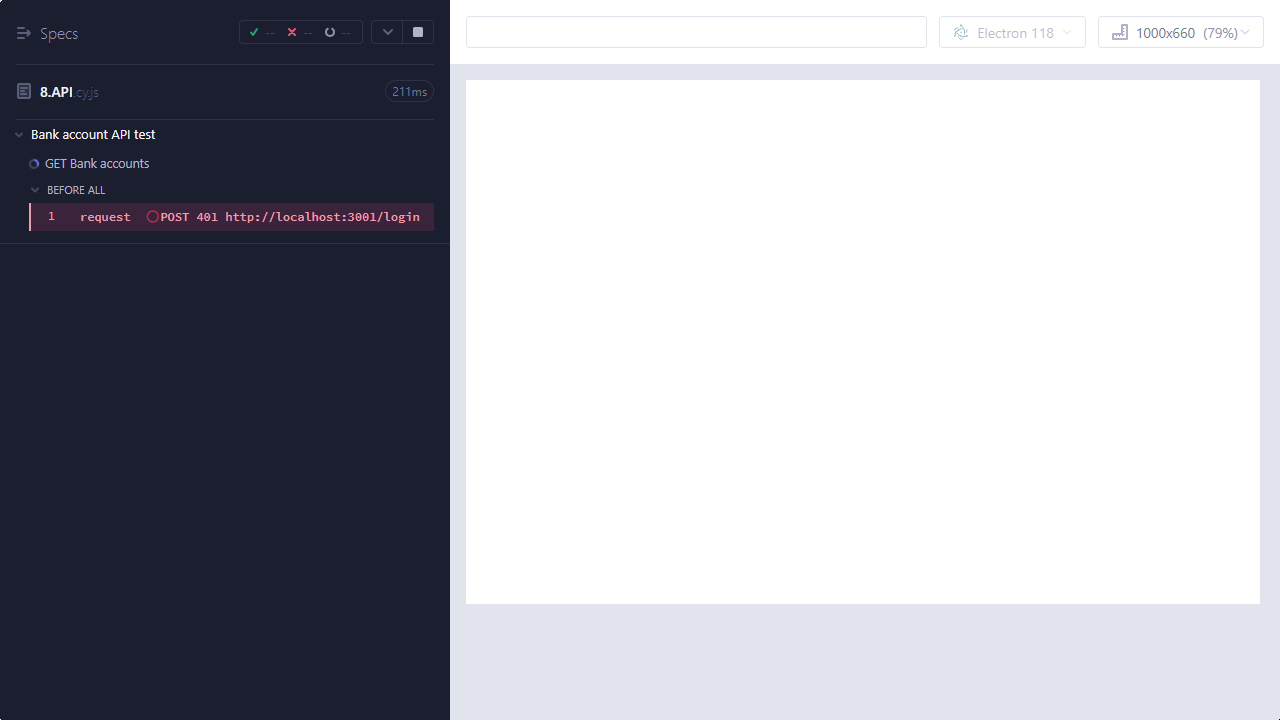 Specs
-- -- --
8.API.cy.js
211ms
Bank account API test
GET Bank accounts
BEFORE ALL
1 request POST 401 http://localhost:3001/login
Electron 118
1000x660 (79%)